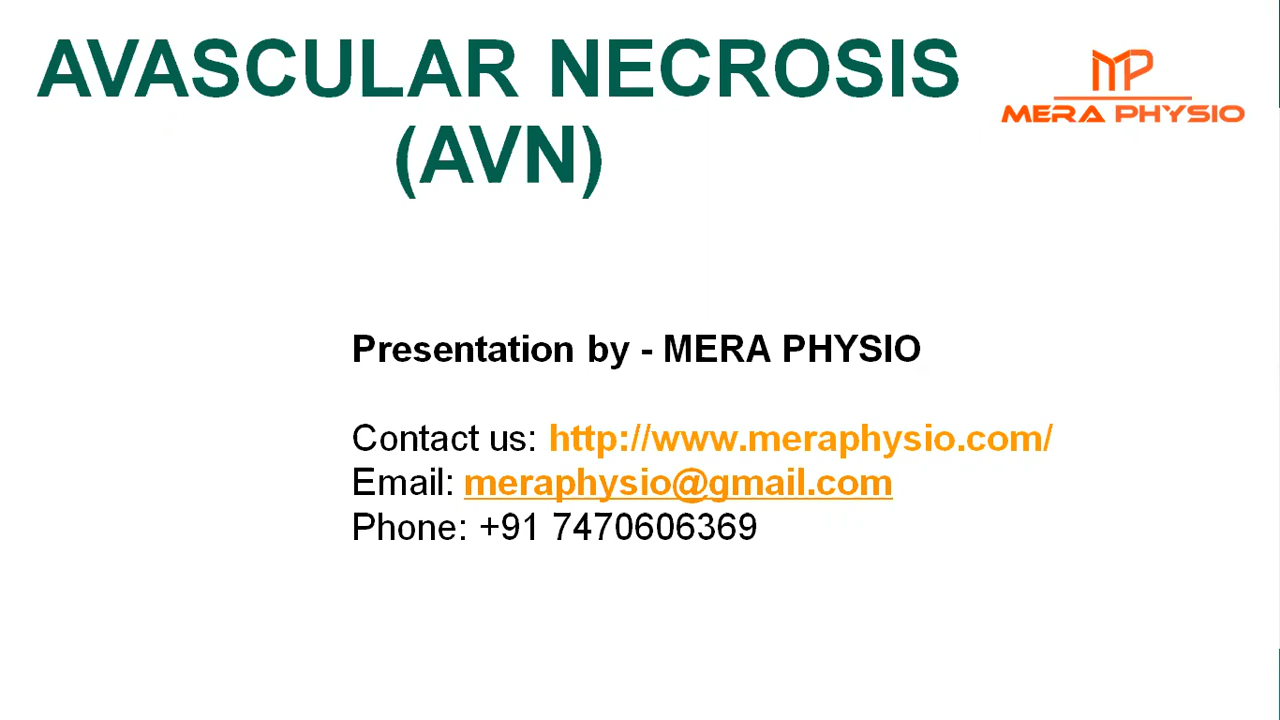 AVASCULAR NECROSIS
(AVN)
MP
MERA PHYSIO
Presentation by - MERA PHYSIO
Contact us: http://www.meraphysio.com/
Email: meraphysio@gmail.com
Phone: +91 7470606369